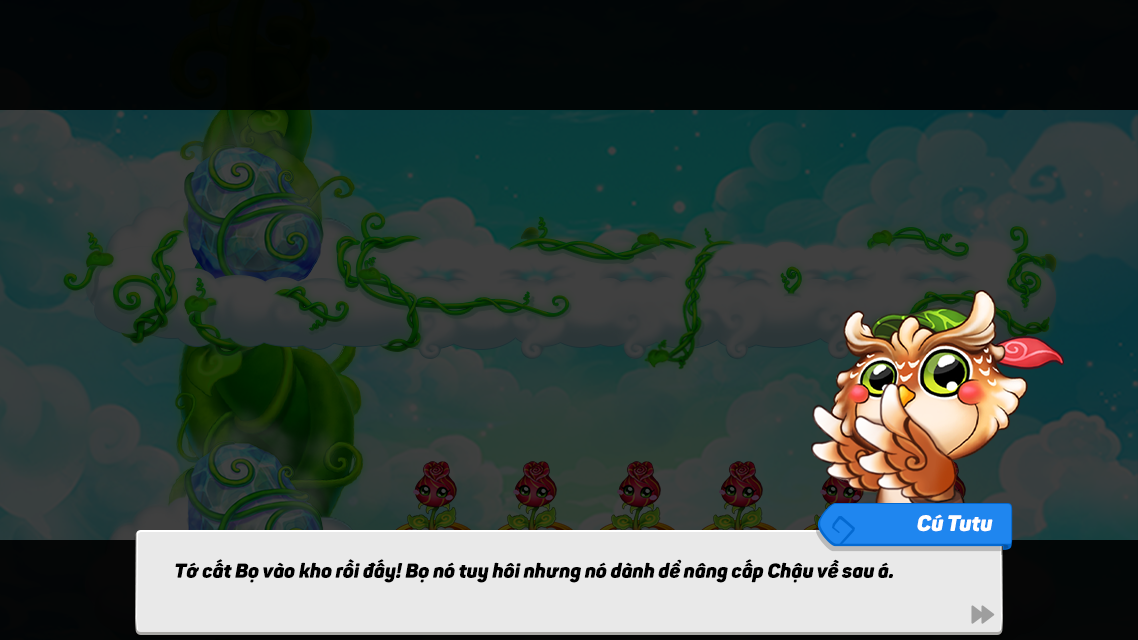 Cú Tutu
Tớ cất Bọ vào kho rồi đấy! Bọ nó tuy hôi nhưng nó dành dể nâng cấp Chậu về sau á.